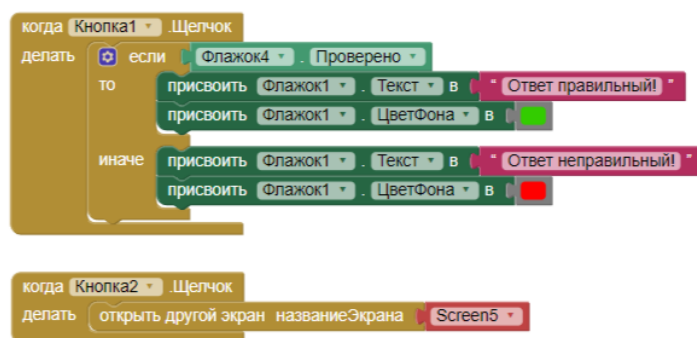 когда Кнопка1 .Щелчок
делать если Флажок4 . Проверено
то присвоить Флажок1 . Текст в " Ответ правильный! "
присвоить Флажок1 . ЦветФона в
иначе присвоить Флажок1 . Текст в " Ответ неправильный! "
присвоить Флажок1 . ЦветФона в
когда Кнопка2 .Щелчок
делать открыть другой экран названиеЭкрана Screen5